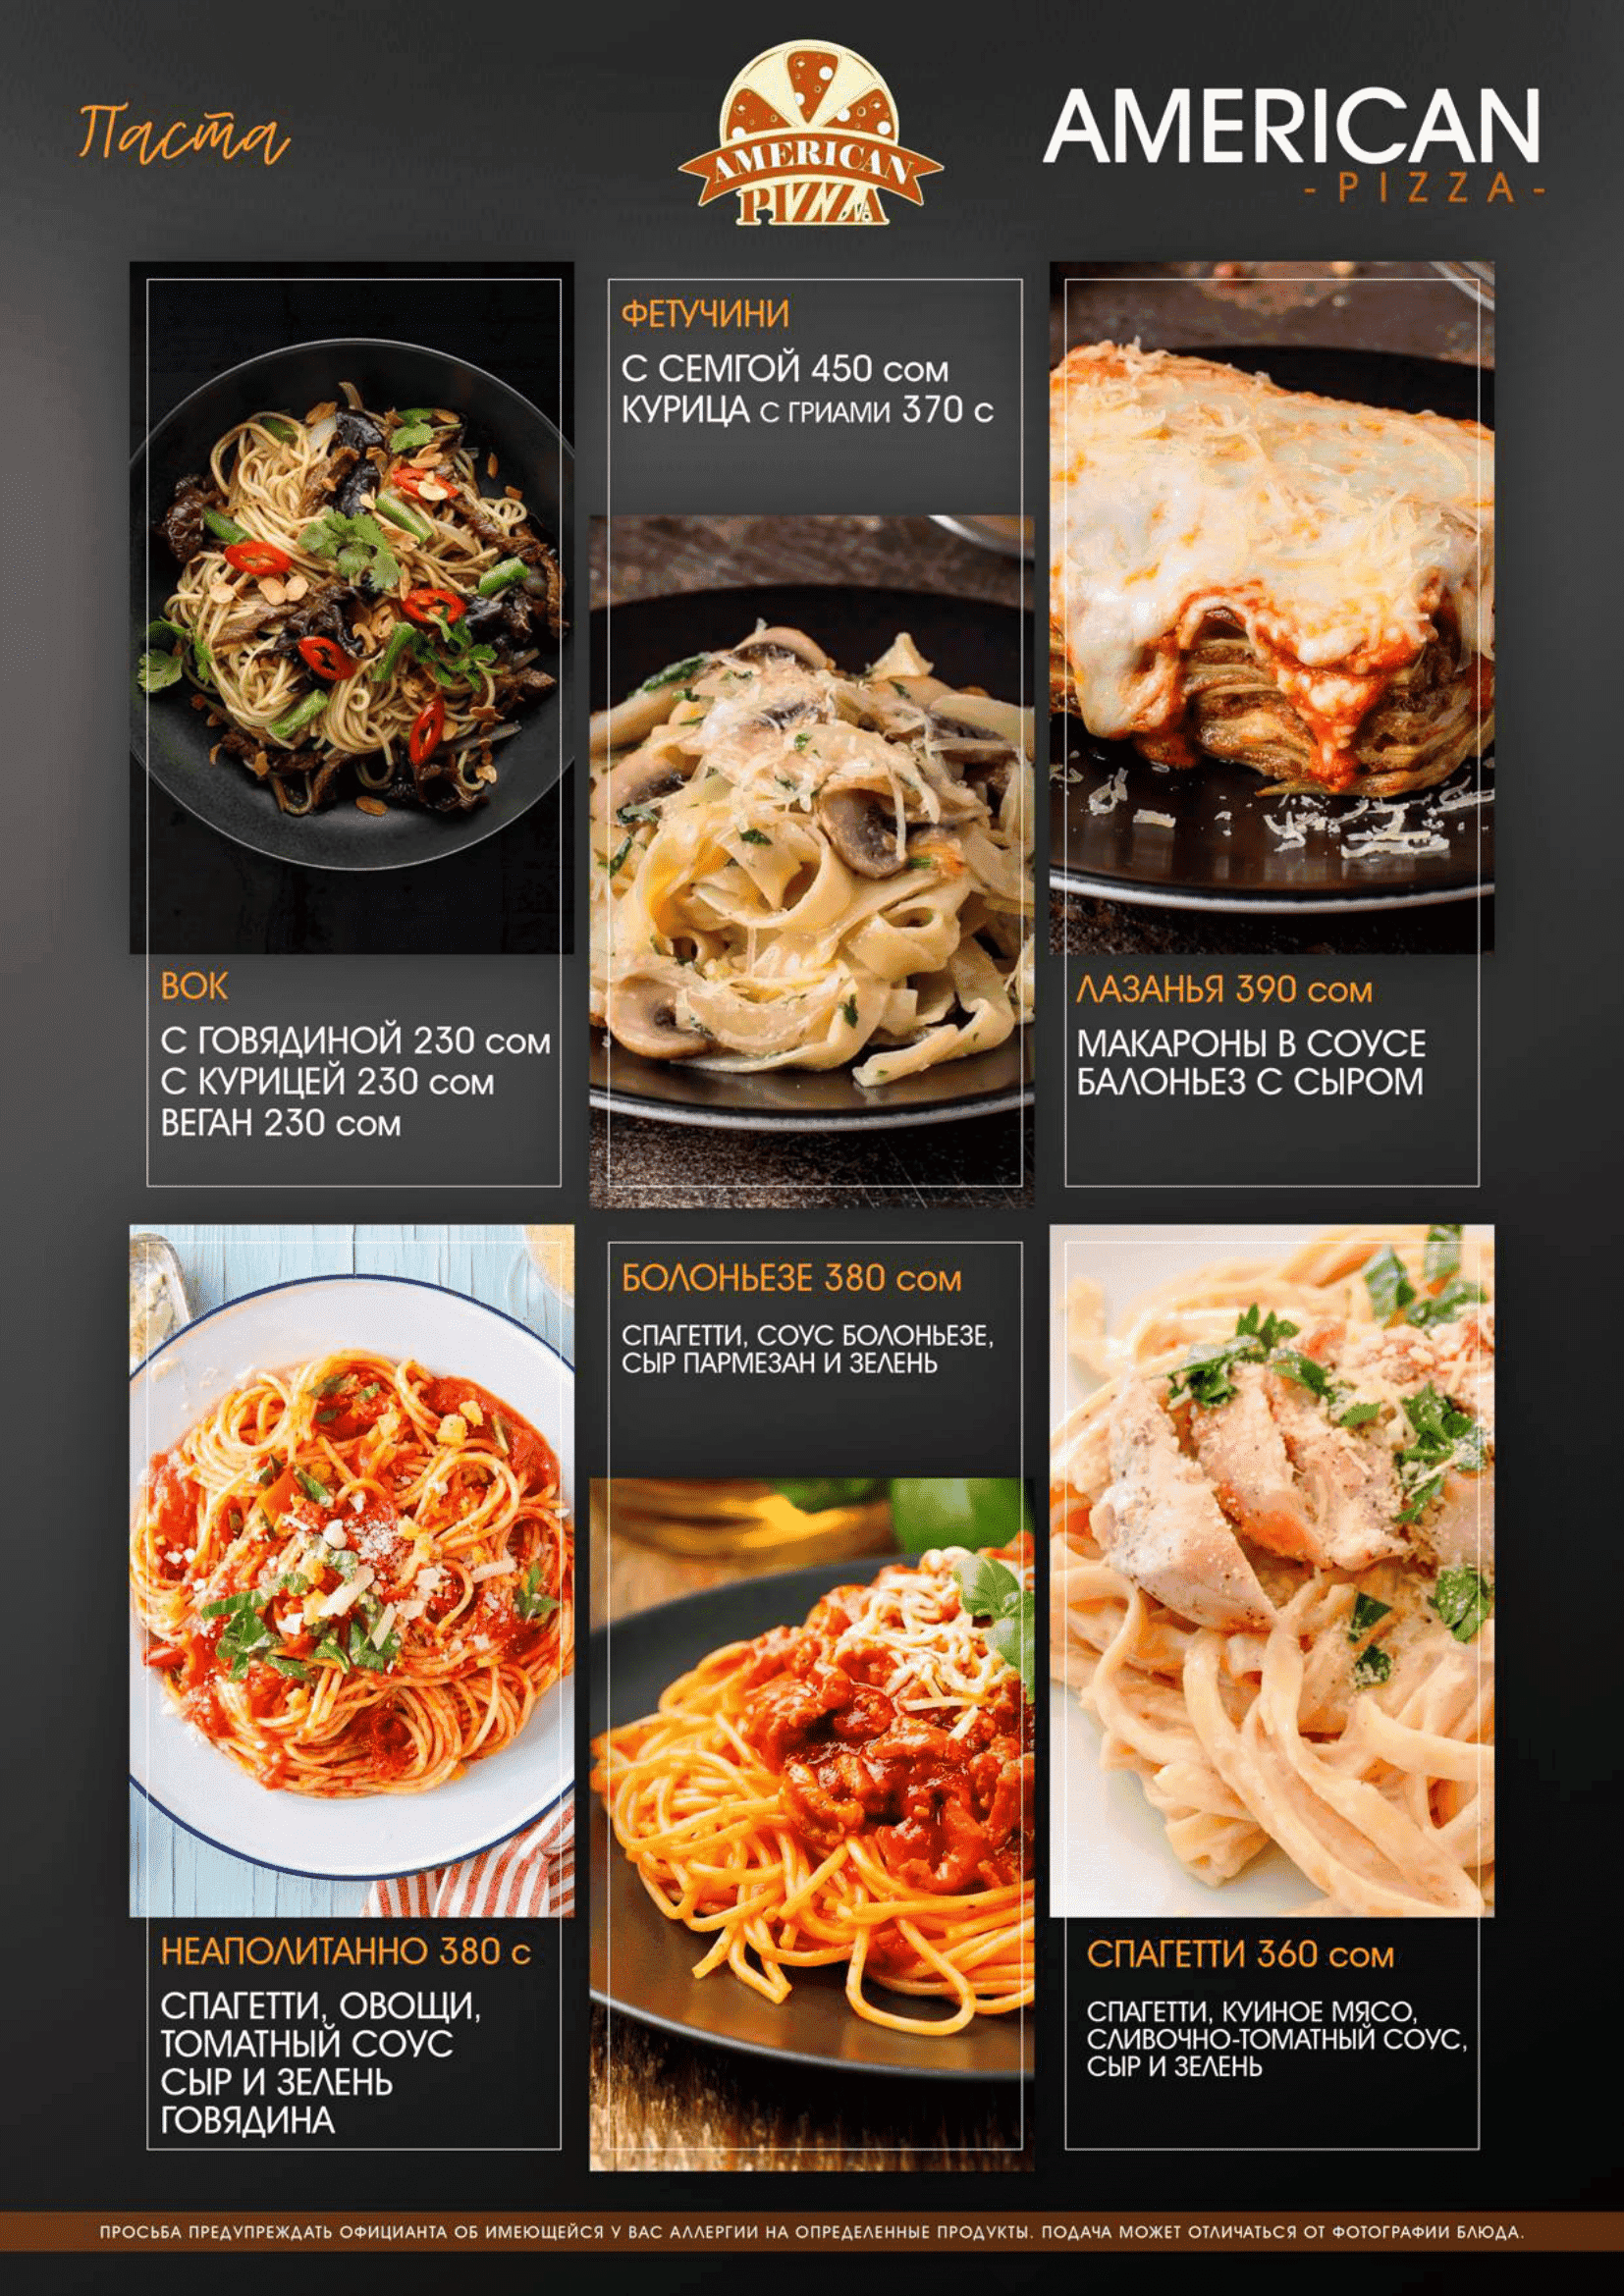 Паста
AMERICAN
PIZZA
AMERICAN
-PIZZA-
ФЕТУЧИНИ
С СЕМГОЙ 450 сом
КУРИЦА С ГРИАМИ 370 с
ВОК
С ГОВЯДИНОЙ 230 сом
С КУРИЦЕЙ 230 сом
ВЕГАН 230 сом
ЛАЗАНЬЯ 390 сом
МАКАРОНЫ В СОУСЕ
БАЛОНЬЕЗ С СЫРОМ
БОЛОНЬЕЗЕ 380 сом
СПАГЕТТИ, СОУС БОЛОНЬЕЗЕ,
СЫР ПАРМЕЗАН И ЗЕЛЕНЬ
НЕАПОЛИТАННО 380 с
СПАГЕТТИ, ОВОЩИ,
ТОМАТНЫЙ СОУС
СЫР И ЗЕЛЕНЬ
ГОВЯДИНА
СПАГЕТТИ 360 сом
СПАГЕТТИ, КУИНОЕ МЯСО,
СЛИВОЧНО-ТОМАТНЫЙ СОУС,
СЫР И ЗЕЛЕНЬ
ПРОСЬБА ПРЕДУПРЕЖДАТЬ ОФИЦИАНТА ОБ ИМЕЮЩЕЙСЯ У ВАС АЛЛЕРГИИ НА ОПРЕДЕЛЕННЫЕ ПРОДУКТЫ. ПОДАЧА МОЖЕТ ОТЛИЧАТЬСЯ ОТ ФОТОГРАФИИ БЛЮДА.